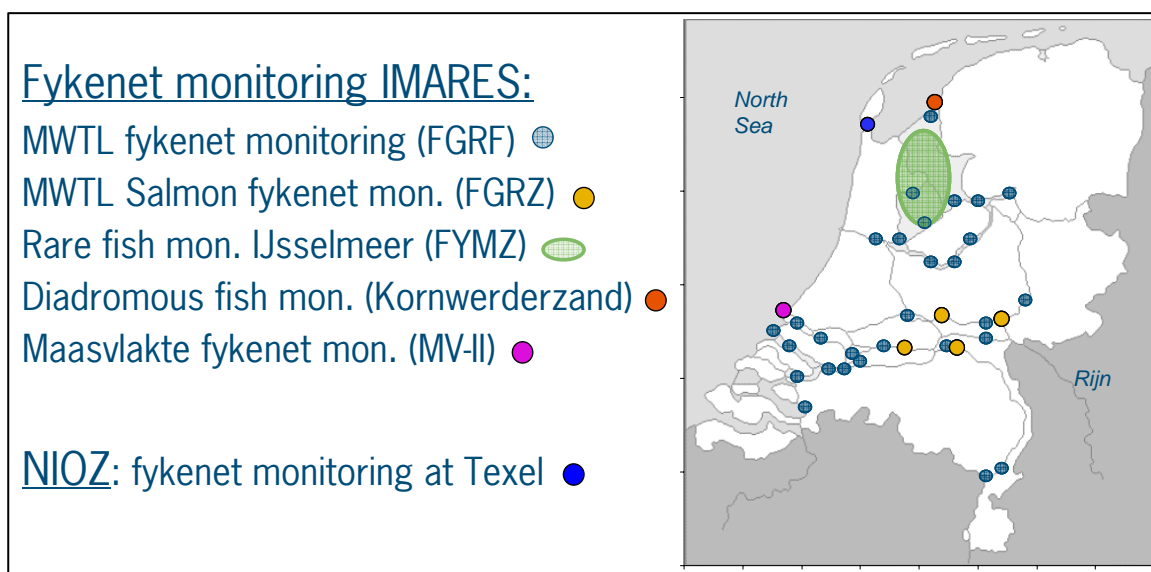 Fykenet monitoring IMARES:
MWTL fykenet monitoring (FGRF)
MWTL Salmon fykenet mon. (FGRZ)
Rare fish mon. IJsselmeer (FYMZ)
Diadromous fish mon. (Kornwerderzand)
Maasvlakte fykenet mon. (MV-II)
NIOZ: fykenet monitoring at Texel
North
Sea
Rijn